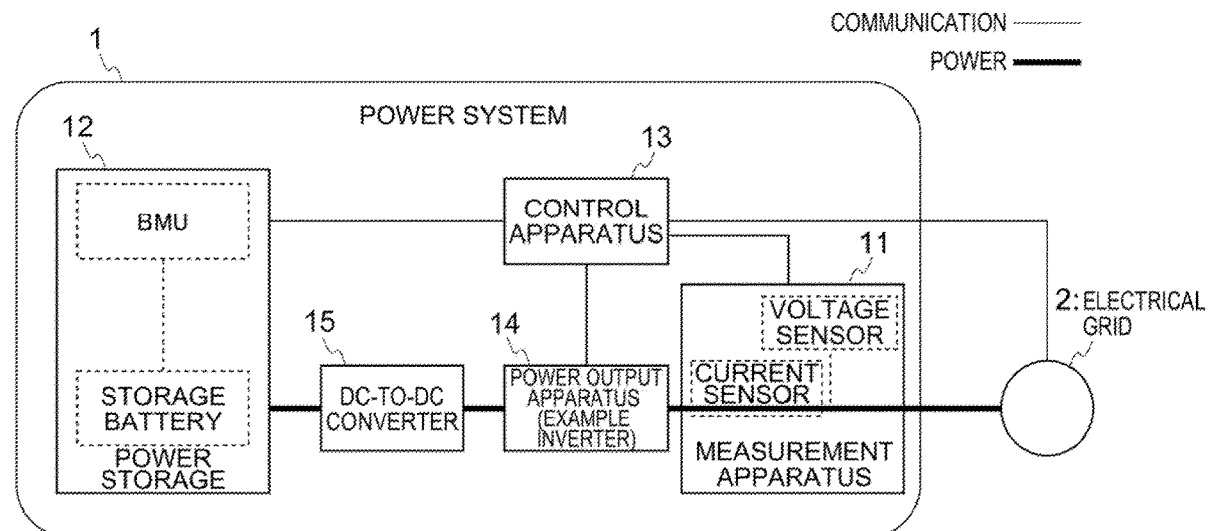 COMMUNICATION
POWER
1
POWER SYSTEM
12
13
BMU
CONTROL
APPARATUS
11
2: ELECTRICAL
GRID
VOLTAGE
SENSOR
15
14
STORAGE
BATTERY
DC-TO-DC
CONVERTER
POWER OUTPUT
APPARATUS
(EXAMPLE
INVERTER)
CURRENT
SENSOR
POWER
STORAGE
MEASUREMENT
APPARATUS